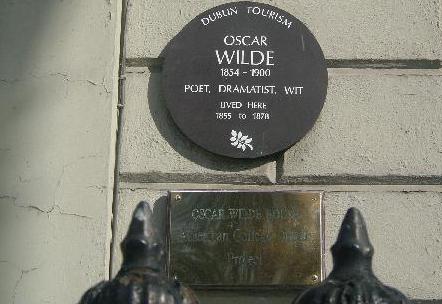 DUBLIN TOURISM
OSCAR
WILDE
1854 - 1900
POET, DRAMATIST, WIT
LIVED HERE
1855 to 1878
OSCAR WILDE HOUSE
American College Dublin
Project